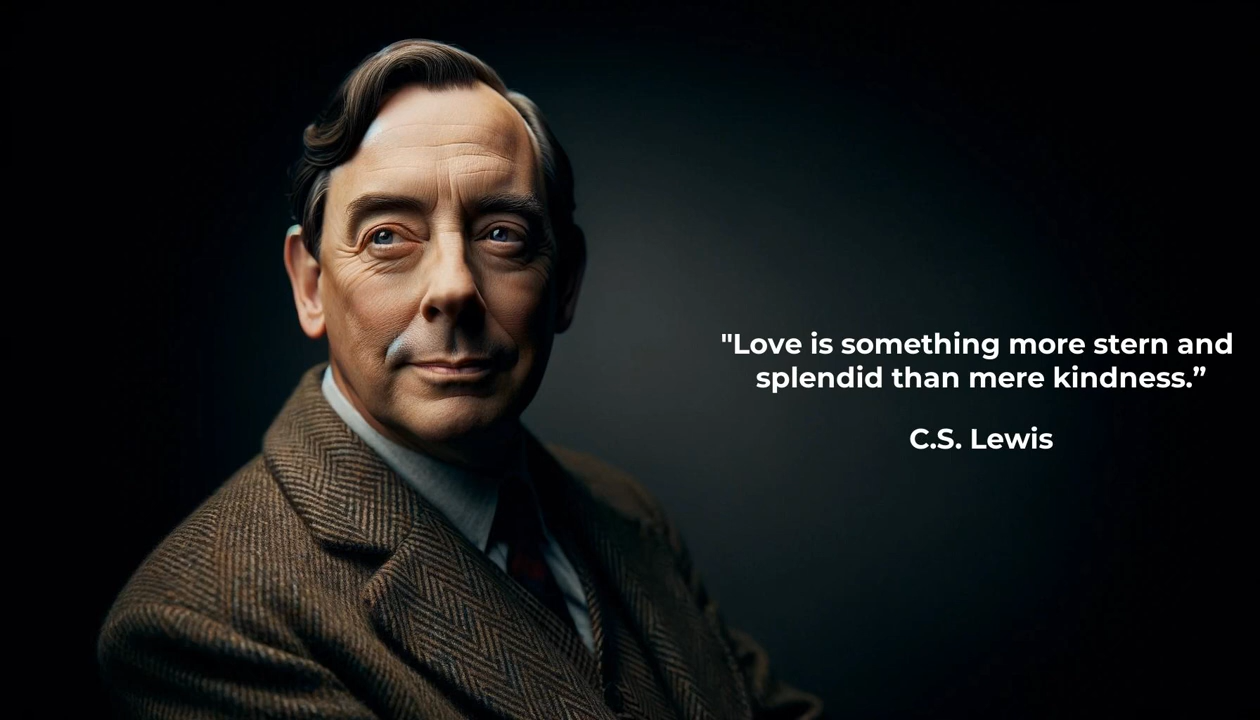 "Love is something more stern and
splendid than mere kindness.”
C.S. Lewis